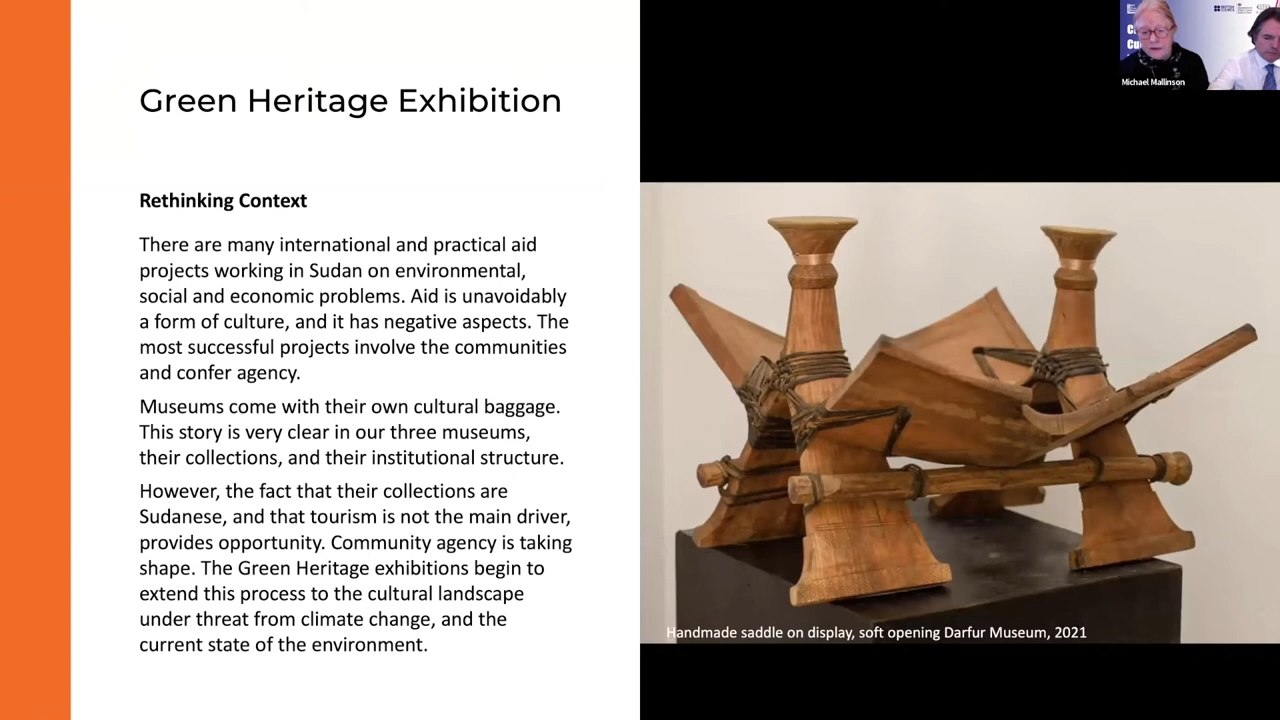 Green Heritage Exhibition
Rethinking Context
There are many international and practical aid
projects working in Sudan on environmental,
social and economic problems. Aid is unavoidably
a form of culture, and it has negative aspects. The
most successful projects involve the communities
and confer agency.
Museums come with their own cultural baggage.
This story is very clear in our three museums,
their collections, and their institutional structure.
However, the fact that their collections are
Sudanese, and that tourism is not the main driver,
provides opportunity. Community agency is taking
shape. The Green Heritage exhibitions begin to
extend this process to the cultural landscape
under threat from climate change, and the
current state of the environment.
Michael Mallinson
Handmade saddle on display, soft opening Darfur Museum, 2021